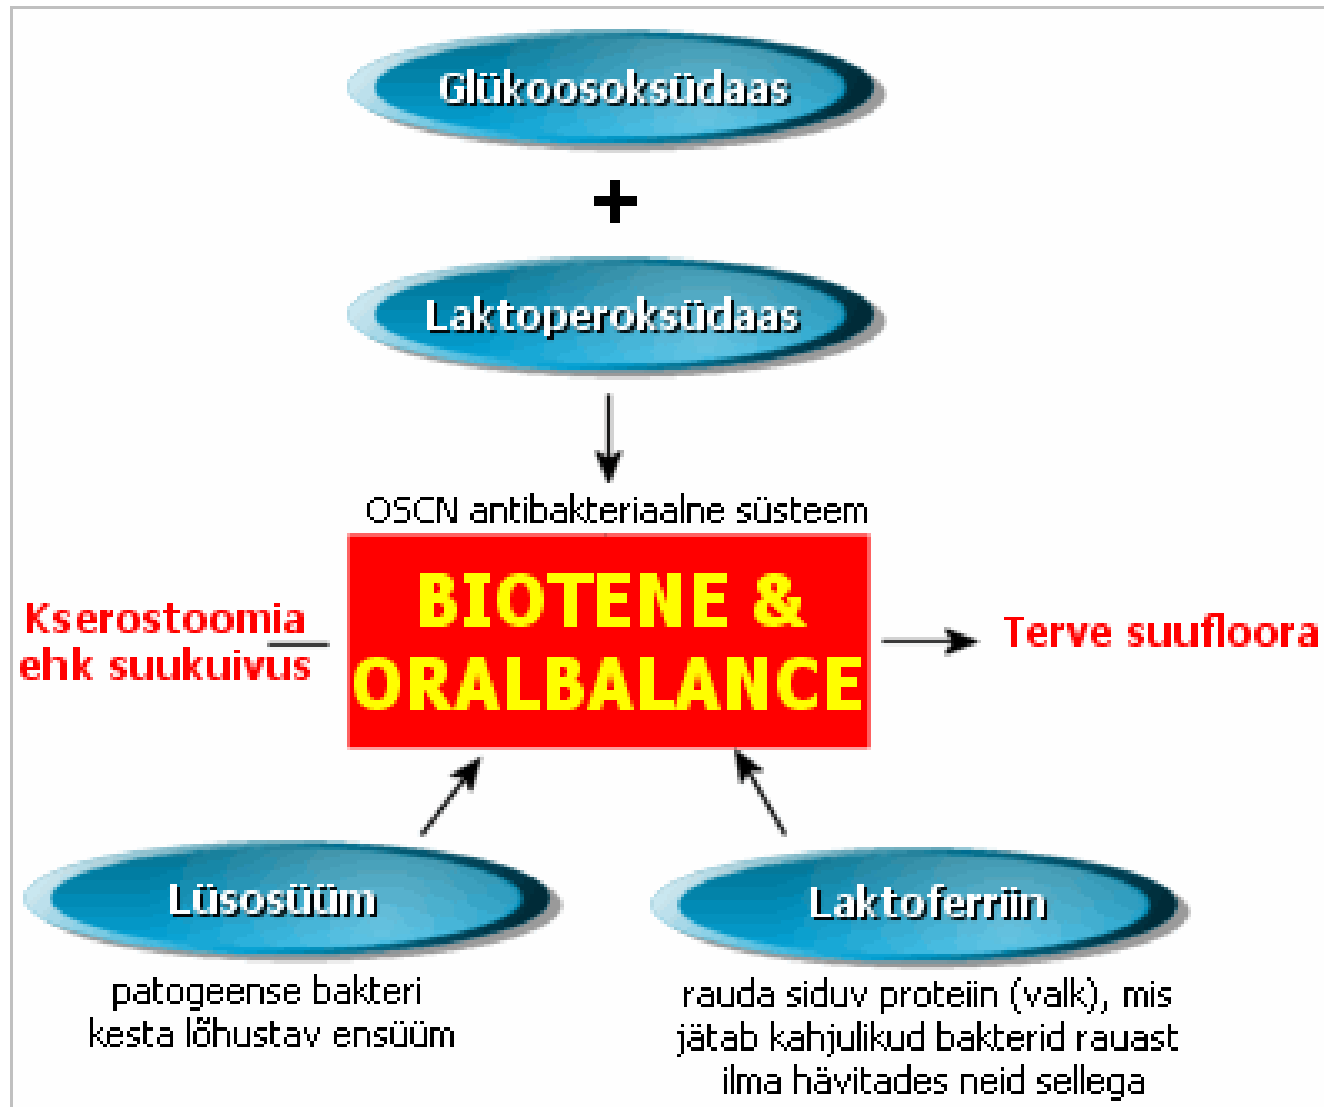 Glükoosoksüdaas
+
Laktoperoksüdaas
OSCN antibakteriaalne süsteem
BIOTENE &
ORALBALANCE
Kserostoomia
ehk suukuivus
Terve suufloora
Lüsosüüm
patogeense bakteri
kesta lõhustav ensüüm
Laktoferriin
rauda siduv proteiin (valk), mis
jätab kahjulikud bakterid rauast
ilma hävitades neid sellega